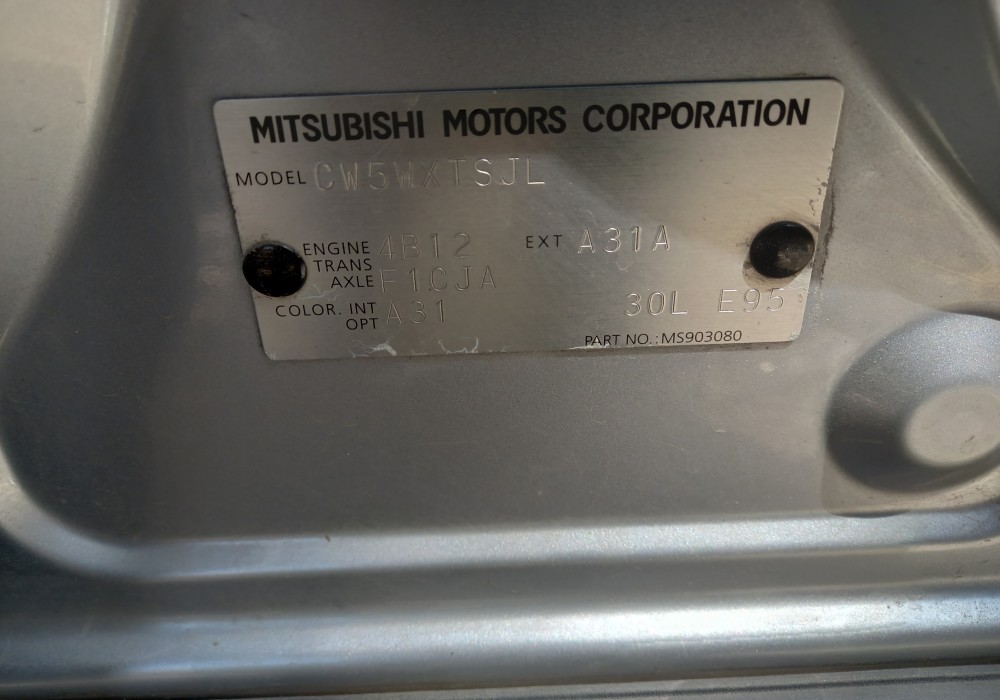 MITSUBISHI MOTORS CORPORATION
MODEL CW5WXTSJL
ENGINE 4B12 EXT A31A
TRANS
AXLE F1CJA
COLOR. INT A31 30L E95
OPT
PART NO.: MS903080